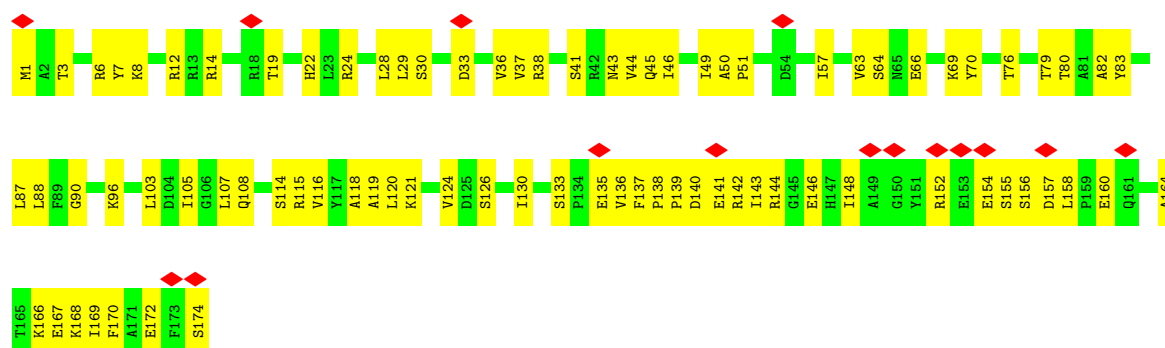 M1 A2 T3 R6 Y7 K8 R12 R13 R14 R18 T19 H22 L23 R24 L28 L29 S30 D33 V36 V37 R38 S41 R42 N43 V44 Q45 I46 I49 A50 P51 D54 I57 V63 S64 N65 E66 K69 Y70 T76 T79 T80 A81 A82 Y83
L87 L88 F89 G90 K96 L103 D104 I105 G106 L107 Q108 S114 R115 V116 Y117 A118 A119 L120 K121 V124 D125 S126 I130 S133 P134 E135 V136 F137 P138 P139 D140 E141 R142 I143 R144 G145 E146 H147 I148 A149 G150 Y151 R152 E153 E154 S155 S156 D157 L158 P159 E160 Q161 A164
T165 K166 E167 K168 I169 F170 A171 E172 F173 S174